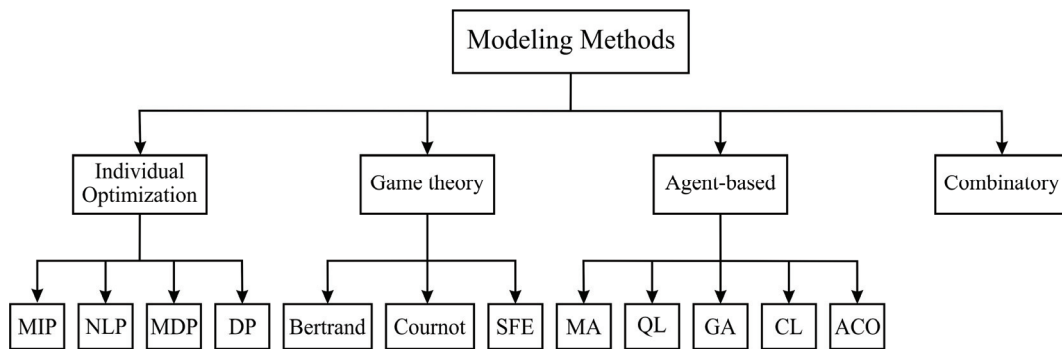 Modeling Methods
Individual
Optimization
Game theory
Agent-based
Combinatory
MIP
NLP
MDP
DP
Bertrand
Cournot
SFE
MA
QL
GA
CL
ACO